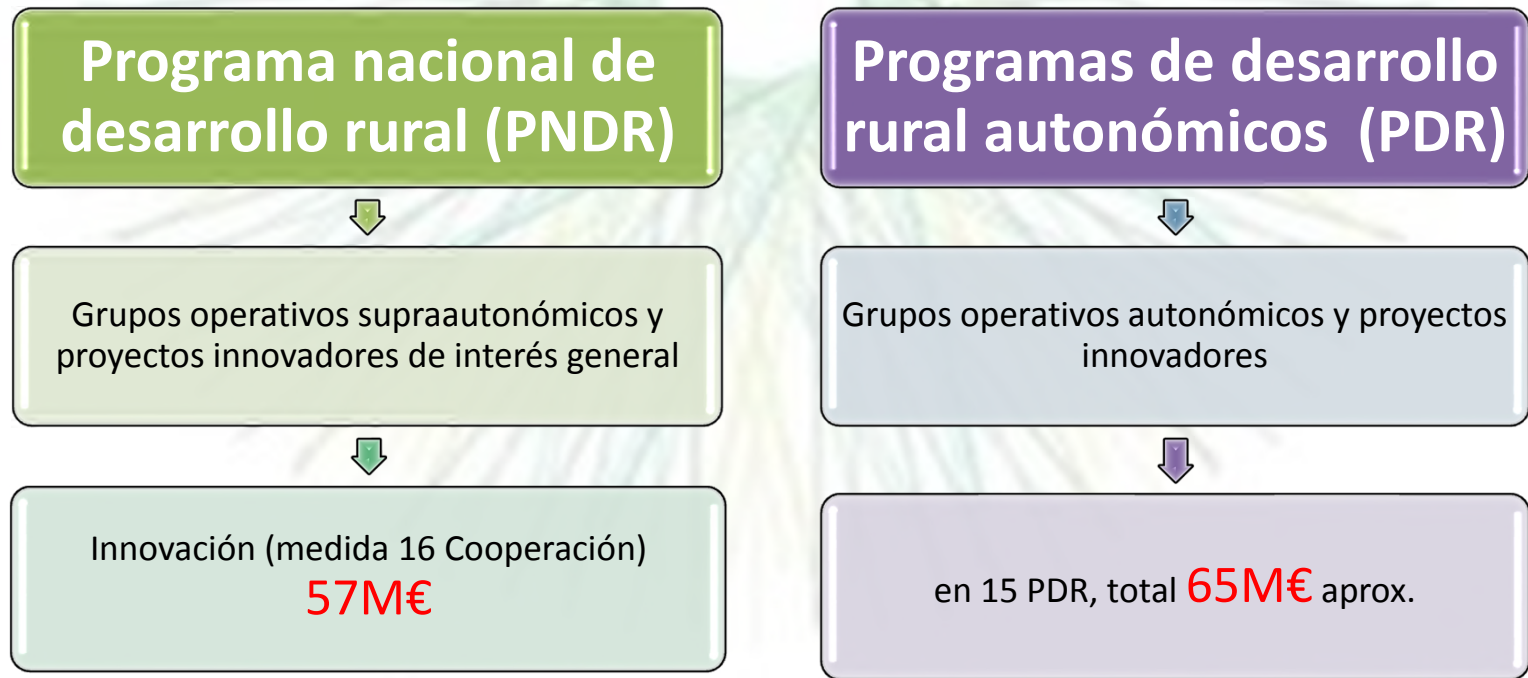 Programa nacional de
desarrollo rural (PNDR)
Grupos operativos supraautonómicos y
proyectos innovadores de interés general
Innovación (medida 16 Cooperación)
57M€
Programas de desarrollo
rural autonómicos (PDR)
Grupos operativos autonómicos y proyectos
innovadores
en 15 PDR, total 65M€ aprox.